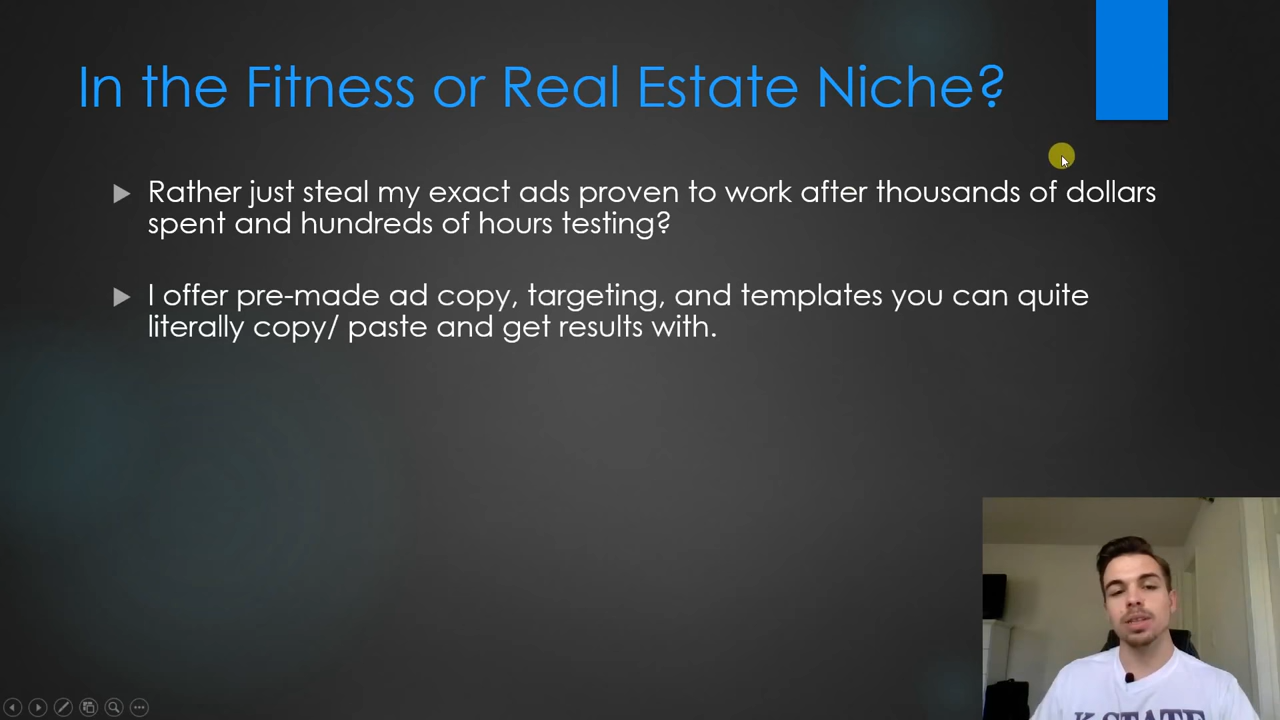 In the Fitness or Real Estate Niche?
Rather just steal my exact ads proven to work after thousands of dollars
spent and hundreds of hours testing?
I offer pre-made ad copy, targeting, and templates you can quite
literally copy/ paste and get results with.
K-STATE